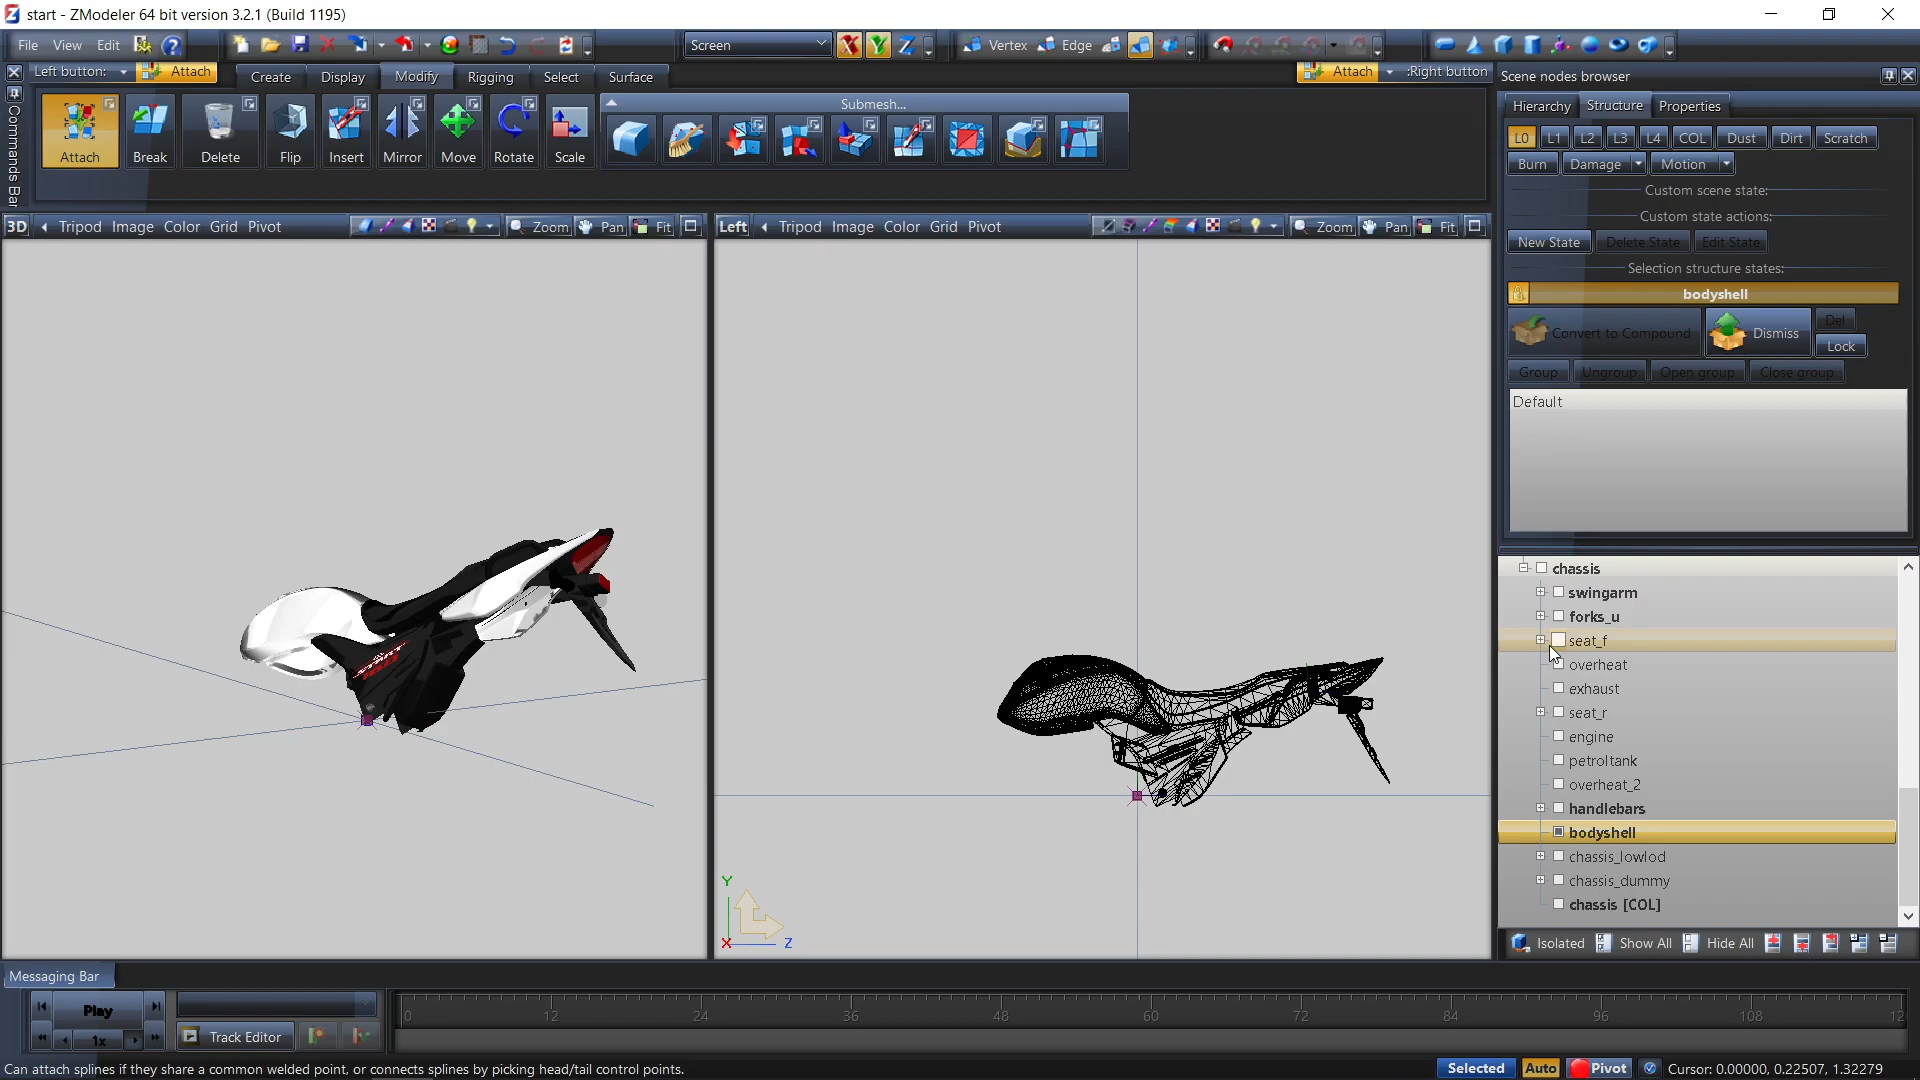 start - ZModeler 64 bit version 3.2.1 (Build 1195)
File View Edit
Screen
X Y Z
Vertex Edge
Left button: Attach
Create Display Modify Rigging Select Surface
Attach :Right button
Scene nodes browser
Commands Bar
Submesh...
Attach Break Delete Flip Insert Mirror Move Rotate Scale
Hierarchy Structure Properties
L0 L1 L2 L3 L4 COL Dust Dirt Scratch
Burn Damage Motion
Custom scene state:
Custom state actions:
New State Delete State Edit State
Selection structure states:
bodyshell
Convert to Compound Dismiss Del
Lock
Group Ungroup Open group Close group
Default
3D Tripod Image Color Grid Pivot Zoom Pan Fit
Left Tripod Image Color Grid Pivot Zoom Pan Fit
START
Y
X Z
chassis
swingarm
forks_u
seat_f
overheat
exhaust
seat_r
engine
petroltank
overheat_2
handlebars
bodyshell
chassis_lowlod
chassis_dummy
chassis [COL]
Isolated Show All Hide All
Messaging Bar
Play
1x
Track Editor
0 12 24 36 48 60 72 84 96 108 12
Can attach splines if they share a common welded point, or connects splines by picking head/tail control points.
Selected Auto Pivot Cursor: 0.00000, 0.22507, 1.32279